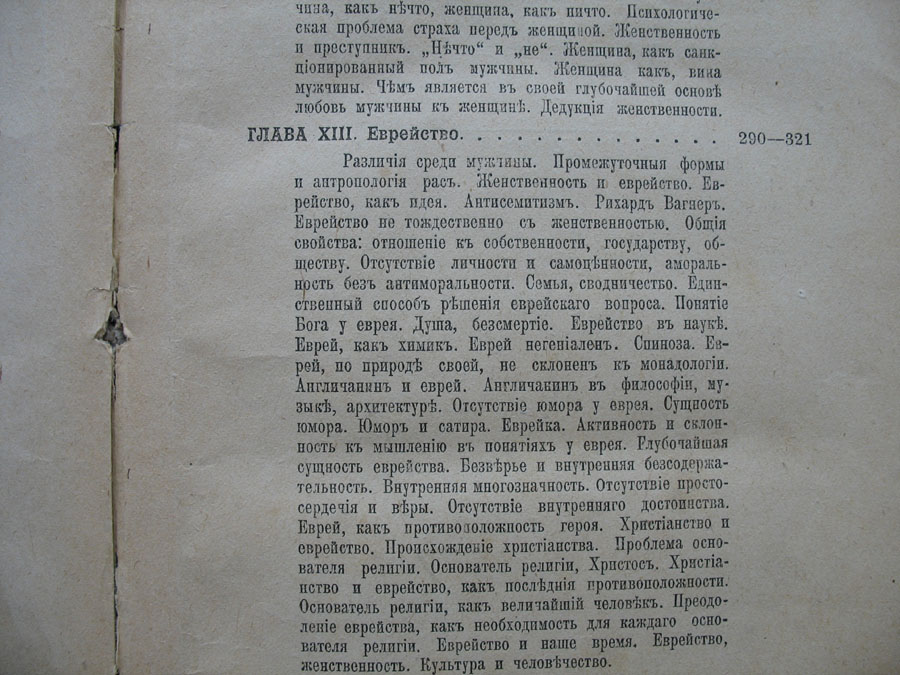 чина, какъ нѣчто, женщина, какъ ничто. Психологиче-
ская проблема страха передъ женщиной. Женственность
и преступникъ. „Нѣчто“ и „не“. Женщина, какъ санк-
ціонированный полъ мужчины. Женщина какъ, вина
мужчины. Чѣмъ является въ своей глубочайшей основѣ
любовь мужчины къ женщинѣ. Дедукція женственности.
ГЛАВА XIII. Еврейство. . . . . . . . . . . . . . . 290—321
Различія среди мужчины. Промежуточныя формы
и антропологія расъ. Женственность и еврейство. Ев-
рейство, какъ идея. Антисемитизмъ. Рихардъ Вагнеръ.
Еврейство не тождественно съ женственностью. Общія
свойства: отношеніе къ собственности, государству, об-
ществу. Отсутствіе личности и самоцѣнности, амораль-
ность безъ антиморальности. Семья, сводничество. Един-
ственный способъ рѣшенія еврейскаго вопроса. Понятіе
Бога у еврея. Душа, безсмертіе. Еврейство въ наукѣ.
Еврей, какъ химикъ. Еврей негеніаленъ. Спиноза. Ев-
рей, по природѣ своей, не склоненъ къ монадологіи.
Англичанинъ и еврей. Англичанинъ въ философіи, му-
зыкѣ, архитектурѣ. Отсутствіе юмора у еврея. Сущность
юмора. Юморъ и сатира. Еврейка. Активность и склон-
ность къ мышленію въ понятіяхъ у еврея. Глубочайшая
сущность еврейства. Безвѣрье и внутренняя безсодержа-
тельность. Внутренняя многозначность. Отсутствіе просто-
сердечія и вѣры. Отсутствіе внутренняго достоинства.
Еврей, какъ противоположность героя. Христіанство и
еврейство. Происхожденіе христіанства. Проблема осно-
вателя религіи. Основатель религіи, Христосъ. Христіа-
нство и еврейство, какъ послѣднія противоположности.
Основатель религіи, какъ величайшій человѣкъ. Преодо-
леніе еврейства, какъ необходимость для каждаго осно-
вателя религіи. Еврейство и наше время. Еврейство,
женственность. Культура и человѣчество.